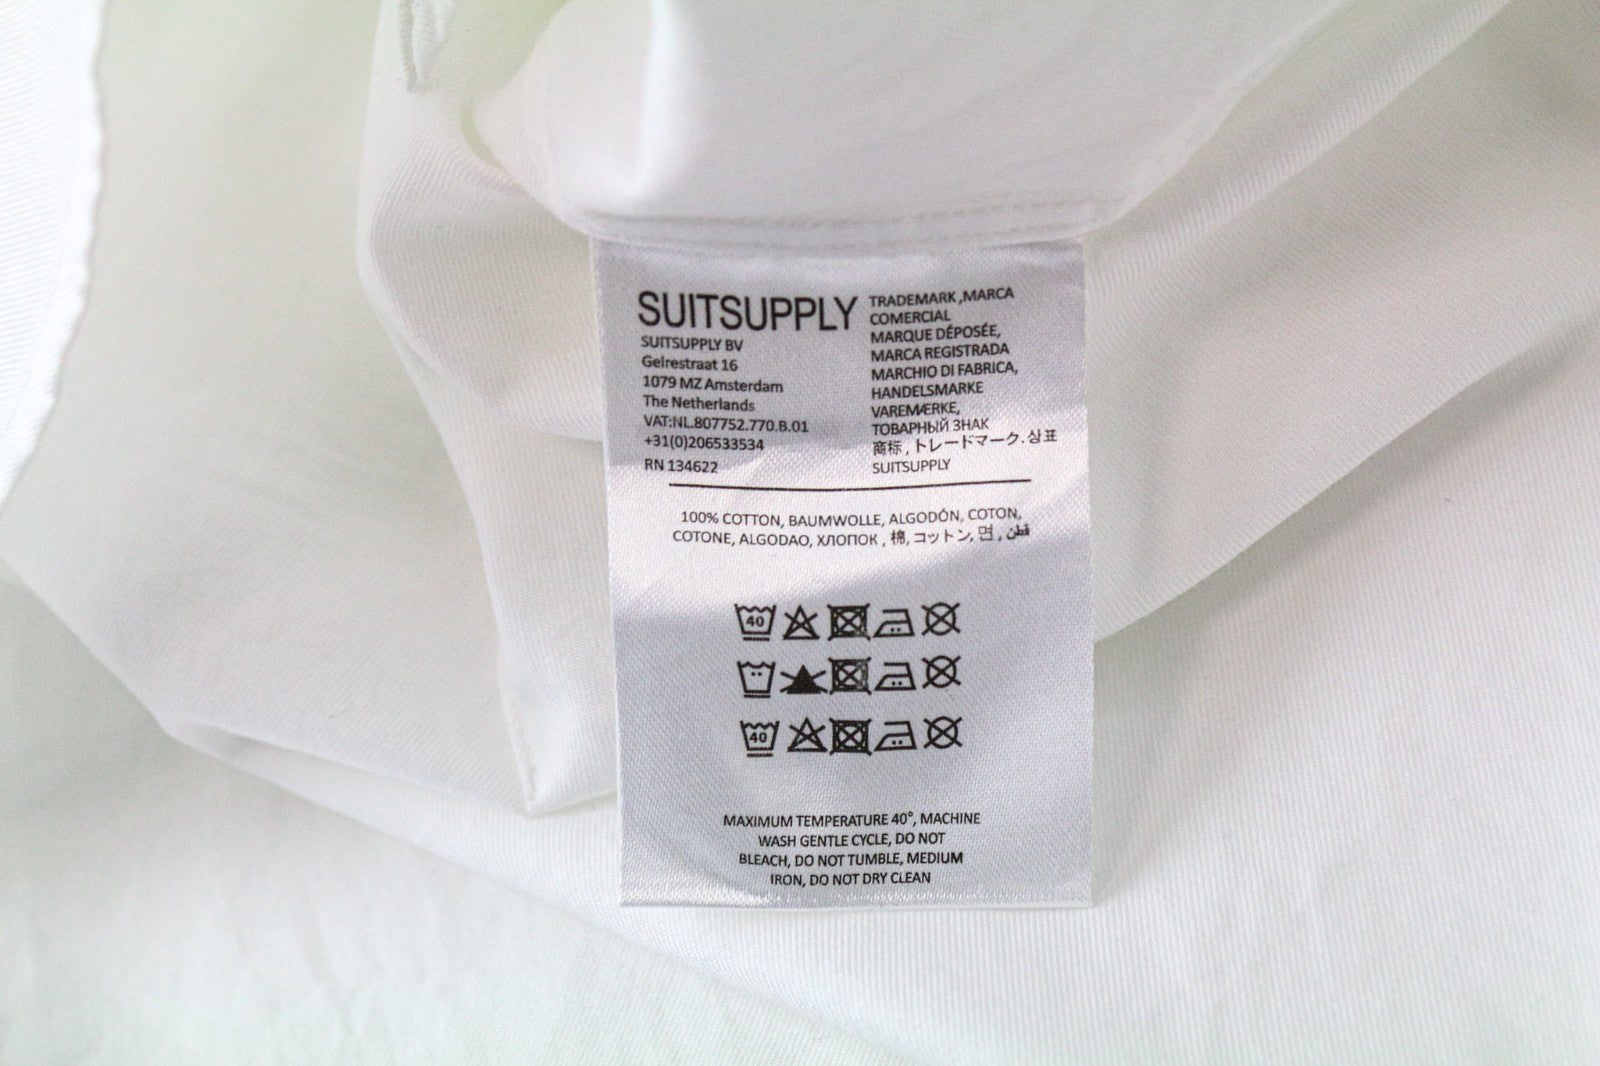 SUITSUPPLY
SUITSUPPLY BV
Gelrestraat 16
1079 MZ Amsterdam
The Netherlands
VAT:NL.807752.770.B.01
+31(0)206533534
RN 134622
TRADEMARK ,MARCA
COMERCIAL
MARQUE DÉPOSÉE,
MARCA REGISTRADA
MARCHIO DI FABRICA,
HANDELSMARKE
VAREMÆRKE,
ТОВАРНЫЙ ЗНАК
商标 , トレードマーク. 상표
SUITSUPPLY
100% COTTON, BAUMWOLLE, ALGODÓN, COTON,
COTONE, ALGODAO, ХЛОПОК , 棉, コットン, 면 , قطن
40
40
MAXIMUM TEMPERATURE 40°, MACHINE
WASH GENTLE CYCLE, DO NOT
BLEACH, DO NOT TUMBLE, MEDIUM
IRON, DO NOT DRY CLEAN